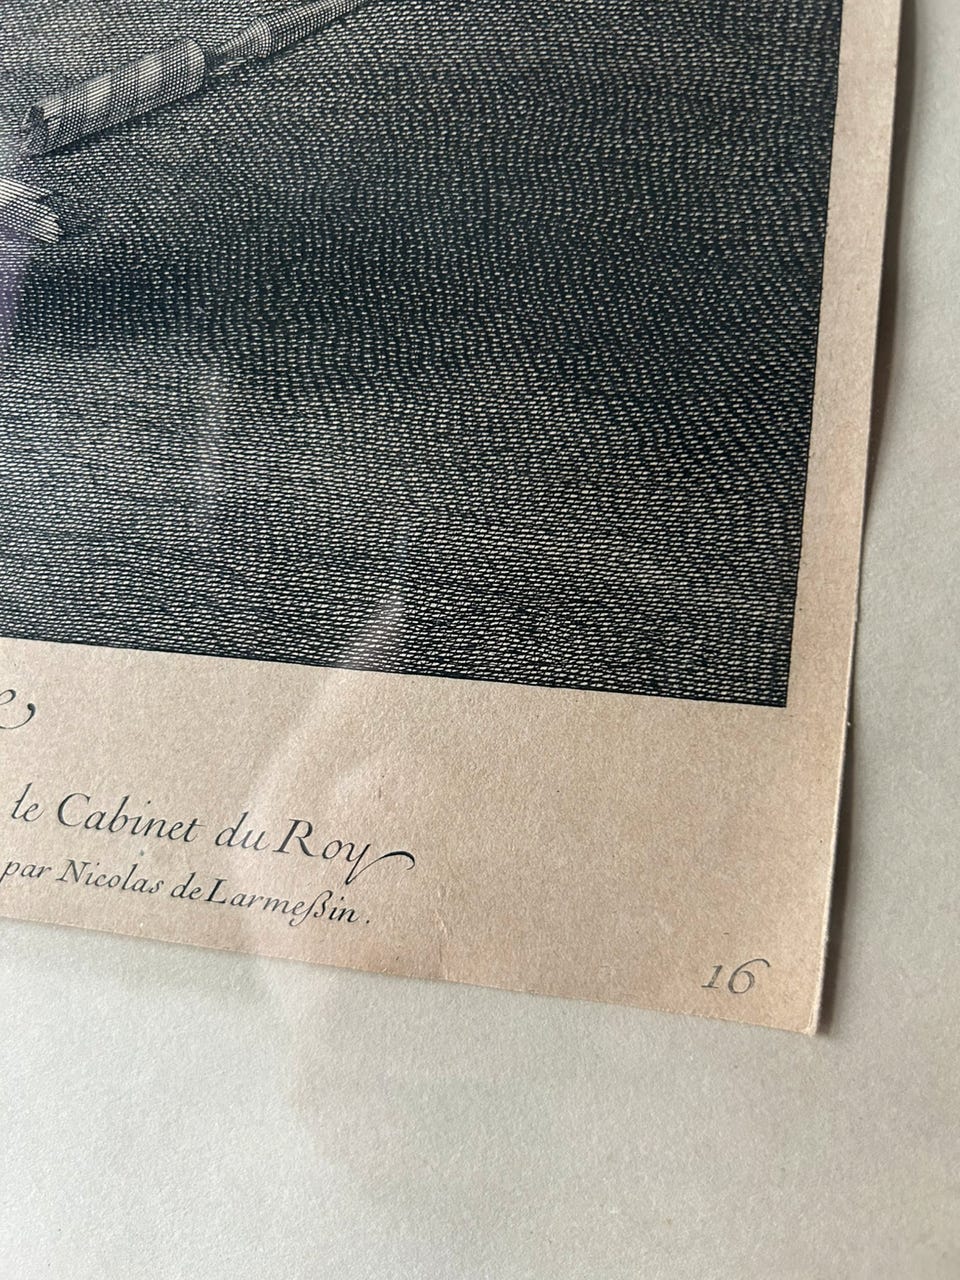 le Cabinet du Roy
par Nicolas de Larmeßin.
16